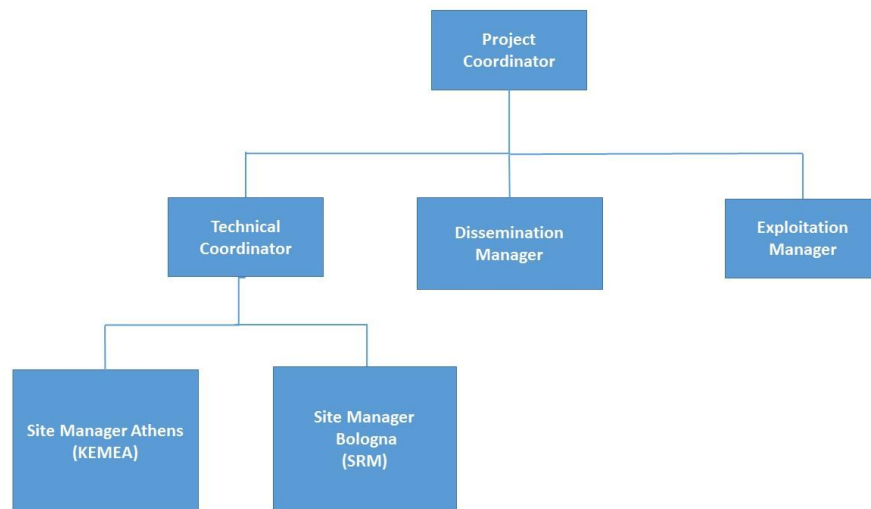 Project
Coordinator
Technical
Coordinator
Dissemination
Manager
Exploitation
Manager
Site Manager Athens
(KEMEA)
Site Manager
Bologna
(SRM)